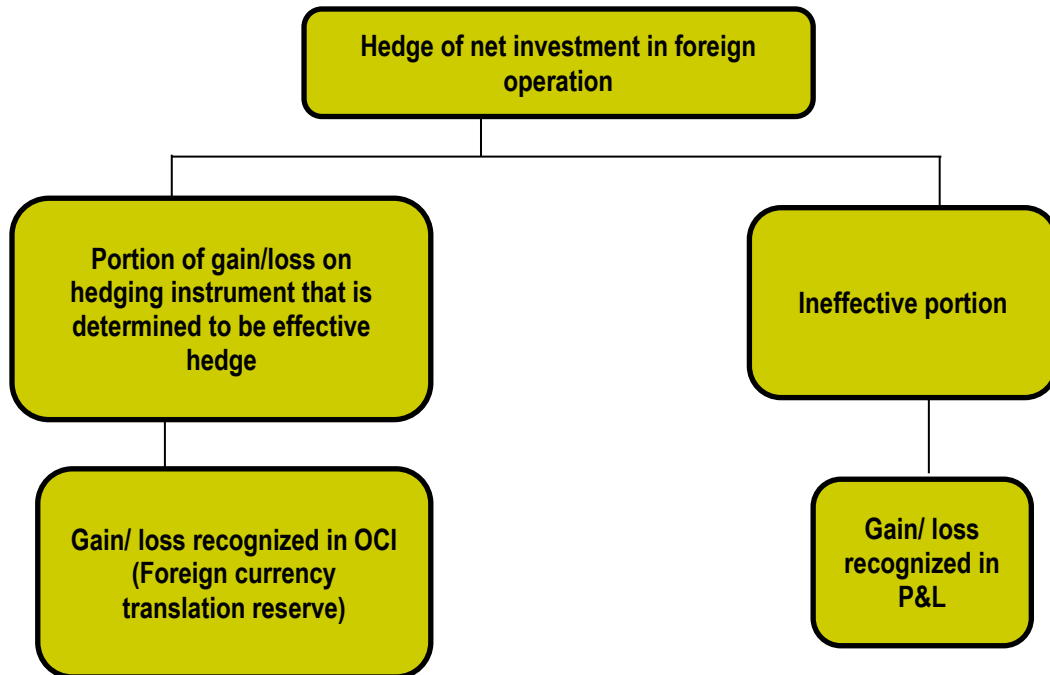 Hedge of net investment in foreign
operation
Portion of gain/loss on
hedging instrument that is
determined to be effective
hedge
Ineffective portion
Gain/ loss recognized in OCI
(Foreign currency
translation reserve)
Gain/ loss
recognized in
P&L